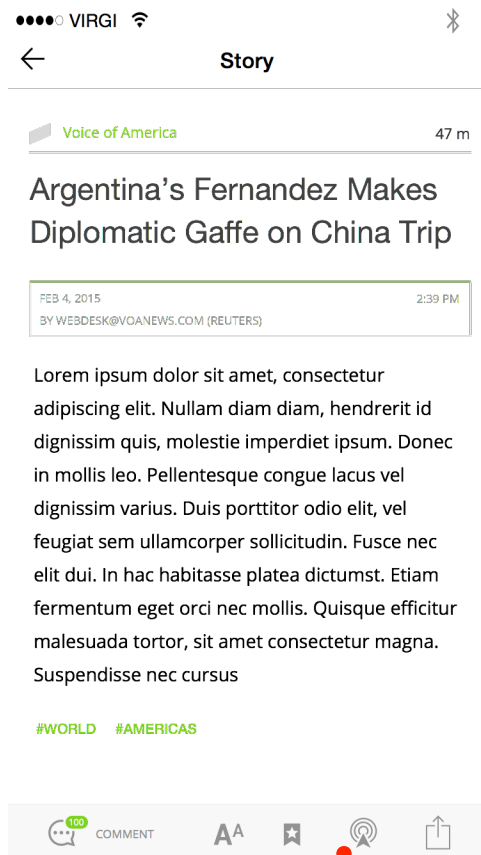 VIRGI
Story
Voice of America
47 m
Argentina's Fernandez Makes
Diplomatic Gaffe on China Trip
FEB 4, 2015
2:39 PM
BY WEBDESK@VOANEWS.COM (REUTERS)
Lorem ipsum dolor sit amet, consectetur
adipiscing elit. Nullam diam diam, hendrerit id
dignissim quis, molestie imperdiet ipsum. Donec
in mollis leo. Pellentesque congue lacus vel
dignissim varius. Duis porttitor odio elit, vel
feugiat sem ullamcorper sollicitudin. Fusce nec
elit dui. In hac habitasse platea dictumst. Etiam
fermentum eget orci nec mollis. Quisque efficitur
malesuada tortor, sit amet consectetur magna.
Suspendisse nec cursus
#WORLD #AMERICAS
100
COMMENT
AA